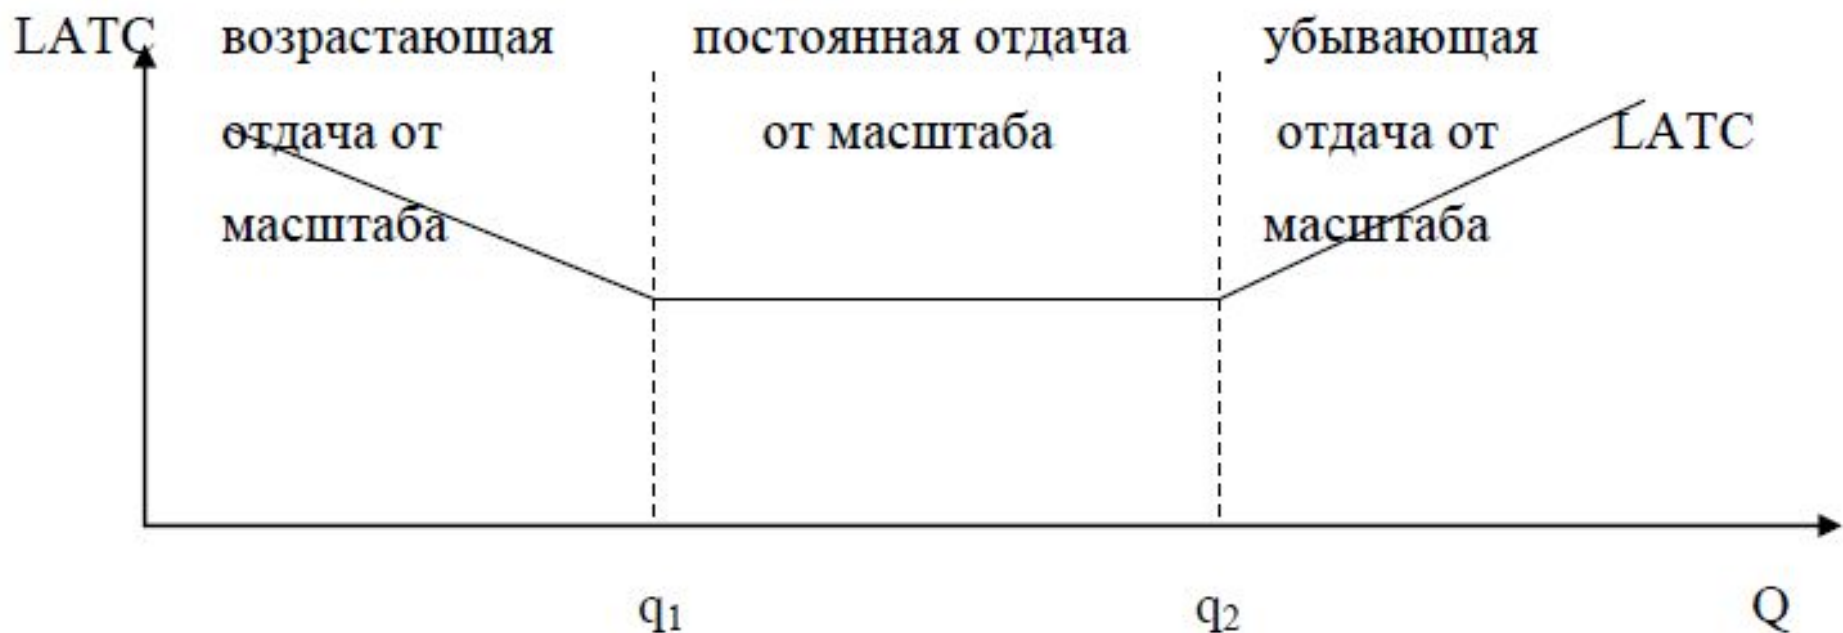 LATC
возрастающая
отдача от
масштаба
постоянная отдача
от масштаба
убывающая
отдача от
масштаба
LATC
q1
q2
Q